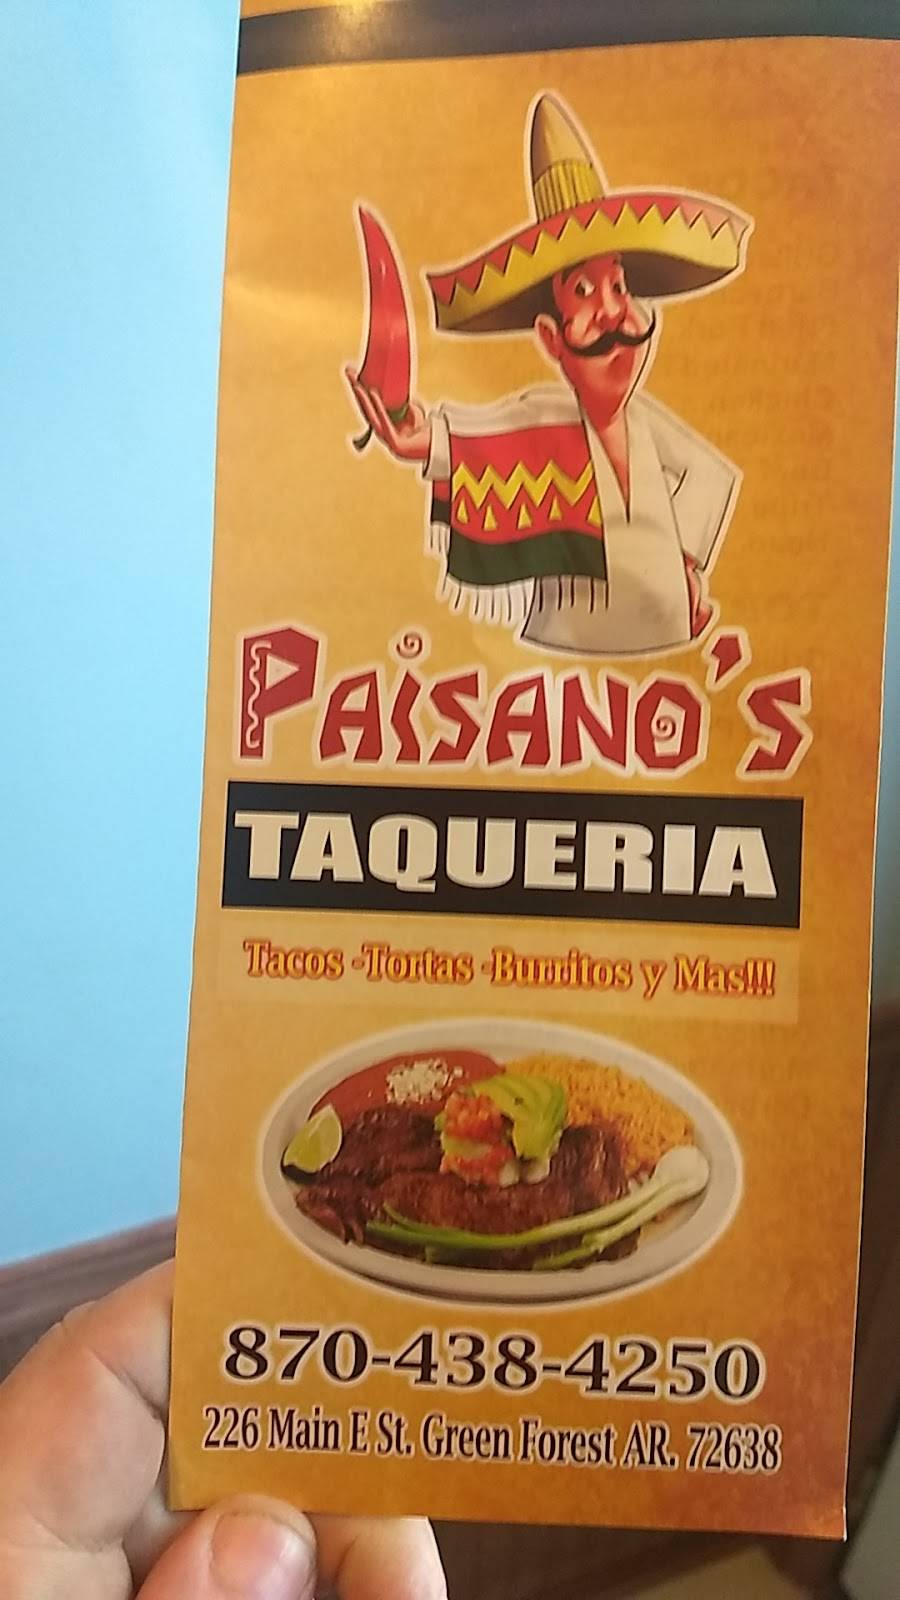 PAISANO'S
TAQUERIA
Tacos -Tortas -Burritos y Mas!!!
870-438-4250
226 Main E St. Green Forest AR. 72638